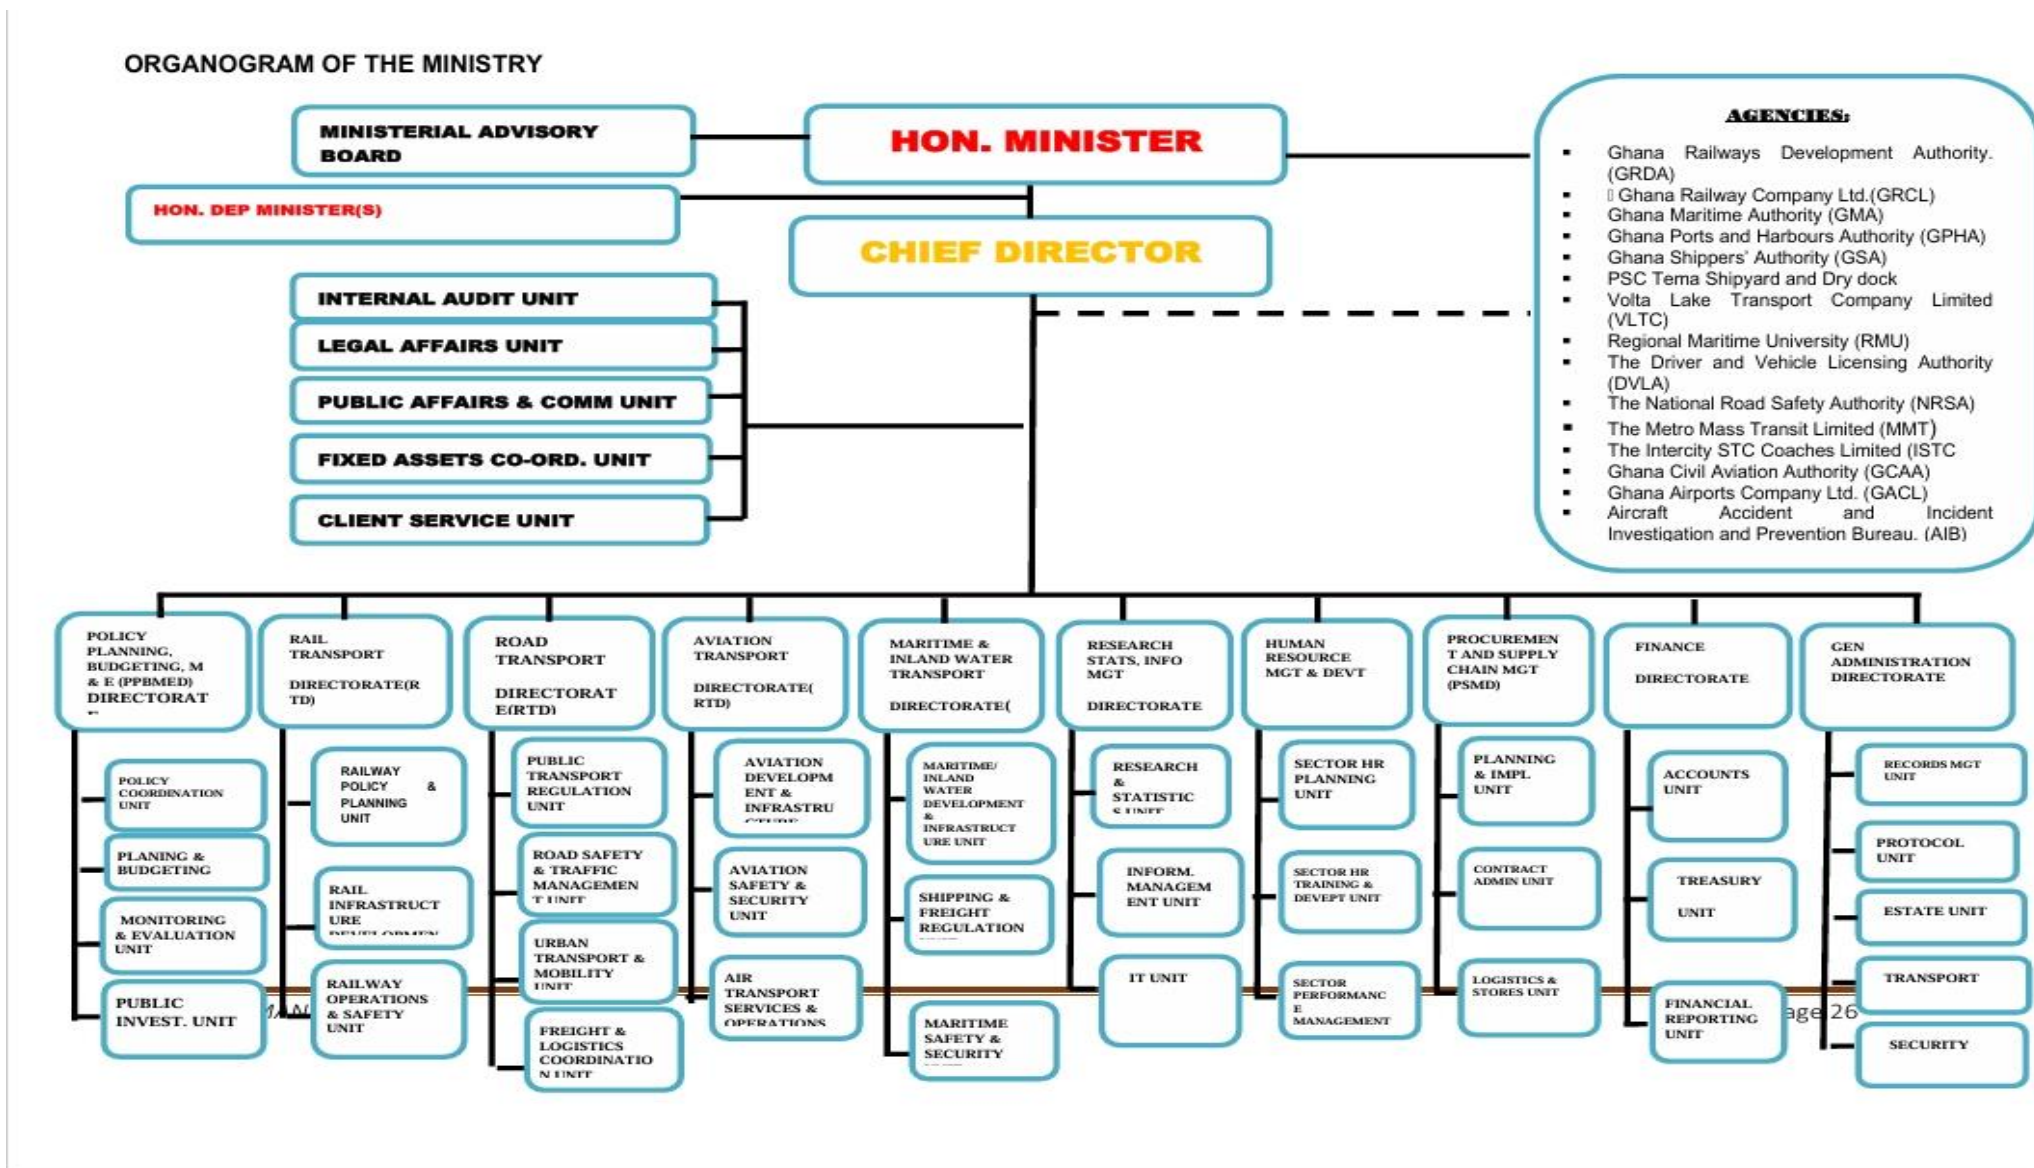 ORGANOGRAM OF THE MINISTRY
MINISTERIAL ADVISORY
BOARD
HON. MINISTER
HON. DEP MINISTER(S)
CHIEF DIRECTOR
INTERNAL AUDIT UNIT
LEGAL AFFAIRS UNIT
PUBLIC AFFAIRS & COMM UNIT
FIXED ASSETS CO-ORD. UNIT
CLIENT SERVICE UNIT
AGENCIES:
▪ Ghana Railways Development Authority.
(GRDA)
▪ Ghana Railway Company Ltd.(GRCL)
▪ Ghana Maritime Authority (GMA)
▪ Ghana Ports and Harbours Authority (GPHA)
▪ Ghana Shippers' Authority (GSA)
▪ PSC Tema Shipyard and Dry dock
▪ Volta Lake Transport Company Limited
(VLTC)
▪ Regional Maritime University (RMU)
▪ The Driver and Vehicle Licensing Authority
(DVLA)
▪ The National Road Safety Authority (NRSA)
▪ The Metro Mass Transit Limited (MMT)
▪ The Intercity STC Coaches Limited (ISTC
▪ Ghana Civil Aviation Authority (GCAA)
▪ Ghana Airports Company Ltd. (GACL)
▪ Aircraft Accident and Incident
Investigation and Prevention Bureau. (AIB)
POLICY
PLANNING,
BUDGETING, M
& E (PPBMED)
DIRECTORAT
RAIL
TRANSPORT
DIRECTORATE(R
TD)
ROAD
TRANSPORT
DIRECTORAT
E(RTD)
AVIATION
TRANSPORT
DIRECTORATE(
RTD)
MARITIME &
INLAND WATER
TRANSPORT
DIRECTORATE(
RESEARCH
STATS, INFO
MGT
DIRECTORATE
HUMAN
RESOURCE
MGT & DEVT
PROCUREMEN
T AND SUPPLY
CHAIN MGT
(PSMD)
FINANCE
DIRECTORATE
GEN
ADMINISTRATION
DIRECTORATE
POLICY
COORDINATION
UNIT
PLANING &
BUDGETING
MONITORING
& EVALUATION
UNIT
PUBLIC
INVEST. UNIT
RAILWAY
POLICY &
PLANNING
UNIT
RAIL
INFRASTRUCT
URE
DEVELOPMEN
RAILWAY
OPERATIONS
& SAFETY
UNIT
PUBLIC
TRANSPORT
REGULATION
UNIT
ROAD SAFETY
& TRAFFIC
MANAGEMEN
T UNIT
URBAN
TRANSPORT &
MOBILITY
UNIT
FREIGHT &
LOGISTICS
COORDINATIO
N UNIT
AVIATION
DEVELOPM
ENT &
INFRASTRU
CTURE
AVIATION
SAFETY &
SECURITY
UNIT
AIR
TRANSPORT
SERVICES &
OPERATIONS
MARITIME/
INLAND
WATER
DEVELOPMENT
&
INFRASTRUCT
URE UNIT
SHIPPING &
FREIGHT
REGULATION
MARITIME
SAFETY &
SECURITY
RESEARCH
&
STATISTIC
S UNIT
INFORM.
MANAGEM
ENT UNIT
IT UNIT
SECTOR HR
PLANNING
UNIT
SECTOR HR
TRAINING &
DEVEPT UNIT
SECTOR
PERFORMANC
E
MANAGEMENT
PLANNING
& IMPL
UNIT
CONTRACT
ADMIN UNIT
LOGISTICS &
STORES UNIT
ACCOUNTS
UNIT
TREASURY
UNIT
FINANCIAL
REPORTING
UNIT
RECORDS MGT
UNIT
PROTOCOL
UNIT
ESTATE UNIT
TRANSPORT
SECURITY
age 26